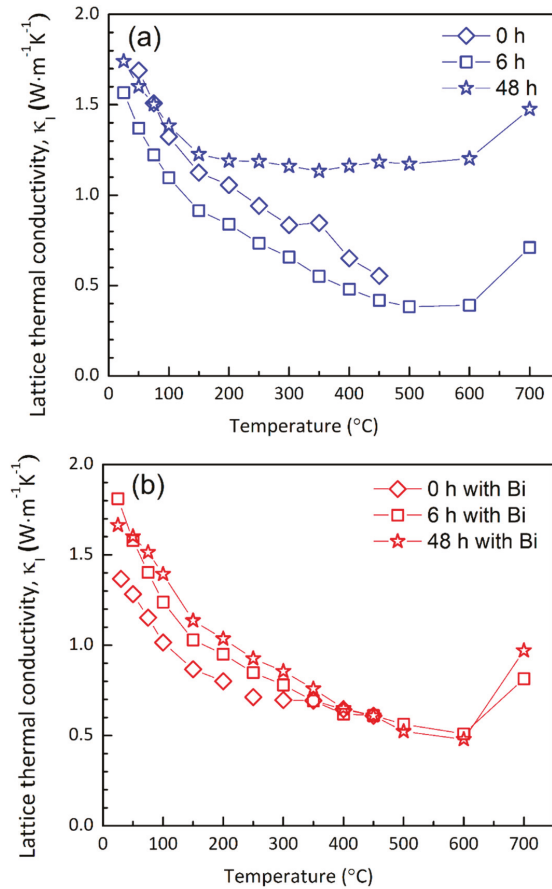 (a)
0 h
6 h
48 h
2.0
1.5
1.0
0.5
0.0
Lattice thermal conductivity, κl (W·m-1K-1)
0 100 200 300 400 500 600 700
Temperature (°C)
(b)
0 h with Bi
6 h with Bi
48 h with Bi
2.0
1.5
1.0
0.5
0.0
Lattice thermal conductivity, κl (W·m-1K-1)
0 100 200 300 400 500 600 700
Temperature (°C)